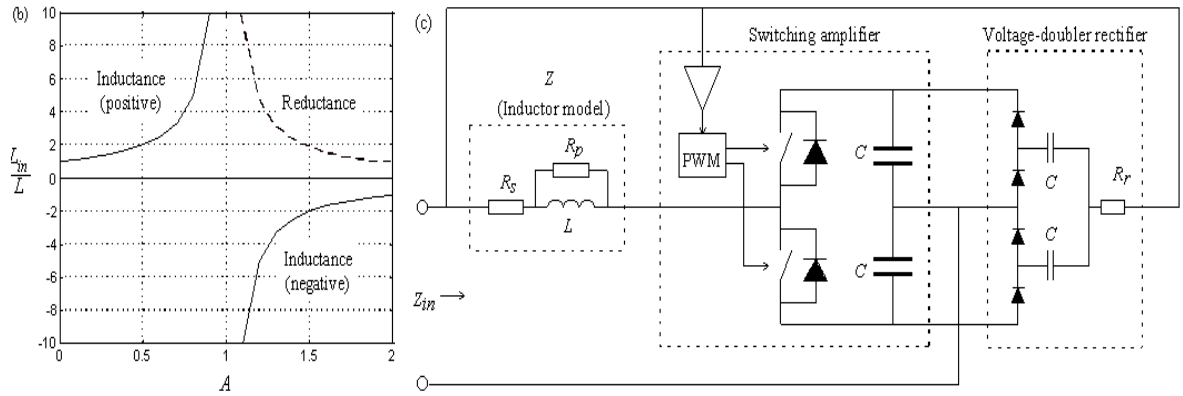 (b)
10
8
6
4
2
0
-2
-4
-6
-8
-10
L_in
L
Inductance
(positive)
Reductance
Inductance
(negative)
0
0.5
1
1.5
2
A
(c)
Switching amplifier
Voltage-doubler rectifier
Z
(Inductor model)
R_p
R_s
L
PWM
C
C
C
C
R_r
Z_in